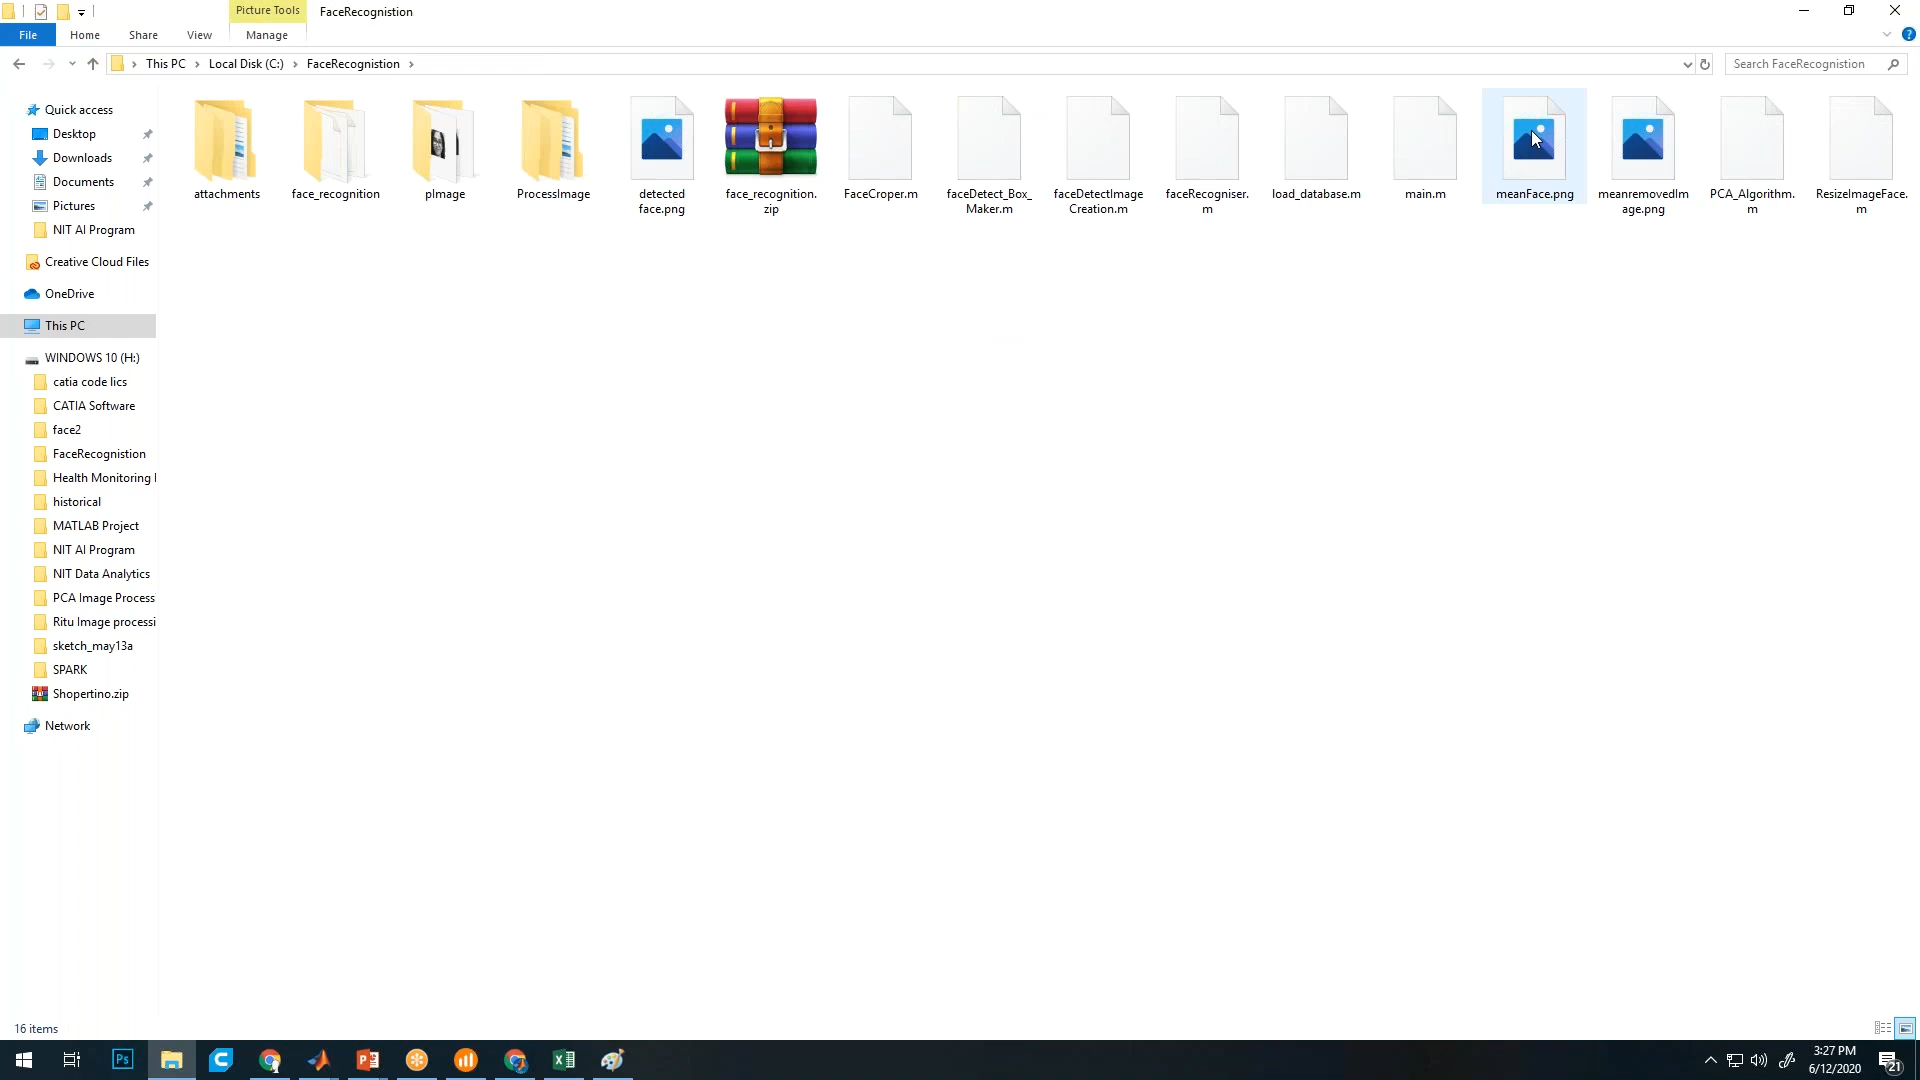 Picture Tools
FaceRecognistion
File
Home
Share
View
Manage
This PC
Local Disk (C:)
FaceRecognistion
Search FaceRecognistion
Quick access
Desktop
Downloads
Documents
Pictures
NIT AI Program
Creative Cloud Files
OneDrive
This PC
WINDOWS 10 (H:)
catia code lics
CATIA Software
face2
FaceRecognistion
Health Monitoring
historical
MATLAB Project
NIT AI Program
NIT Data Analytics
PCA Image Process
Ritu Image processi
sketch_may13a
SPARK
Shopertino.zip
Network
attachments
face_recognition
pImage
ProcessImage
detected
face.png
face_recognition.
zip
FaceCroper.m
faceDetect_Box_
Maker.m
faceDetectImage
Creation.m
faceRecogniser.
m
load_database.m
main.m
meanFace.png
meanremovedIm
age.png
PCA_Algorithm.
m
ResizeImageFace.
m
16 items
Ps
3:27 PM
6/12/2020
21